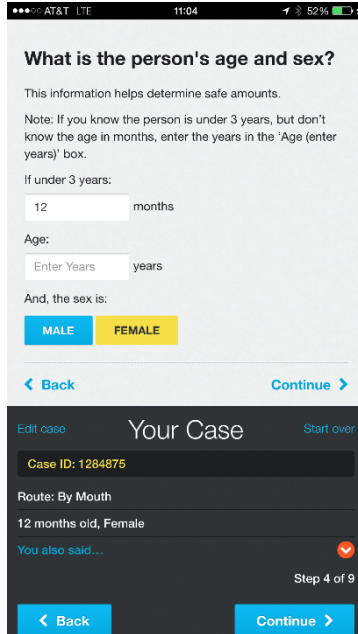 AT&T LTE 11:04 52%
What is the person's age and sex?
This information helps determine safe amounts.
Note: If you know the person is under 3 years, but don't
know the age in months, enter the years in the 'Age (enter
years)' box.
If under 3 years:
12 months
Age:
Enter Years years
And, the sex is:
MALE FEMALE
Back Continue
Edit case Your Case Start over
Case ID: 1284875
Route: By Mouth
12 months old, Female
You also said...
Step 4 of 9
Back Continue